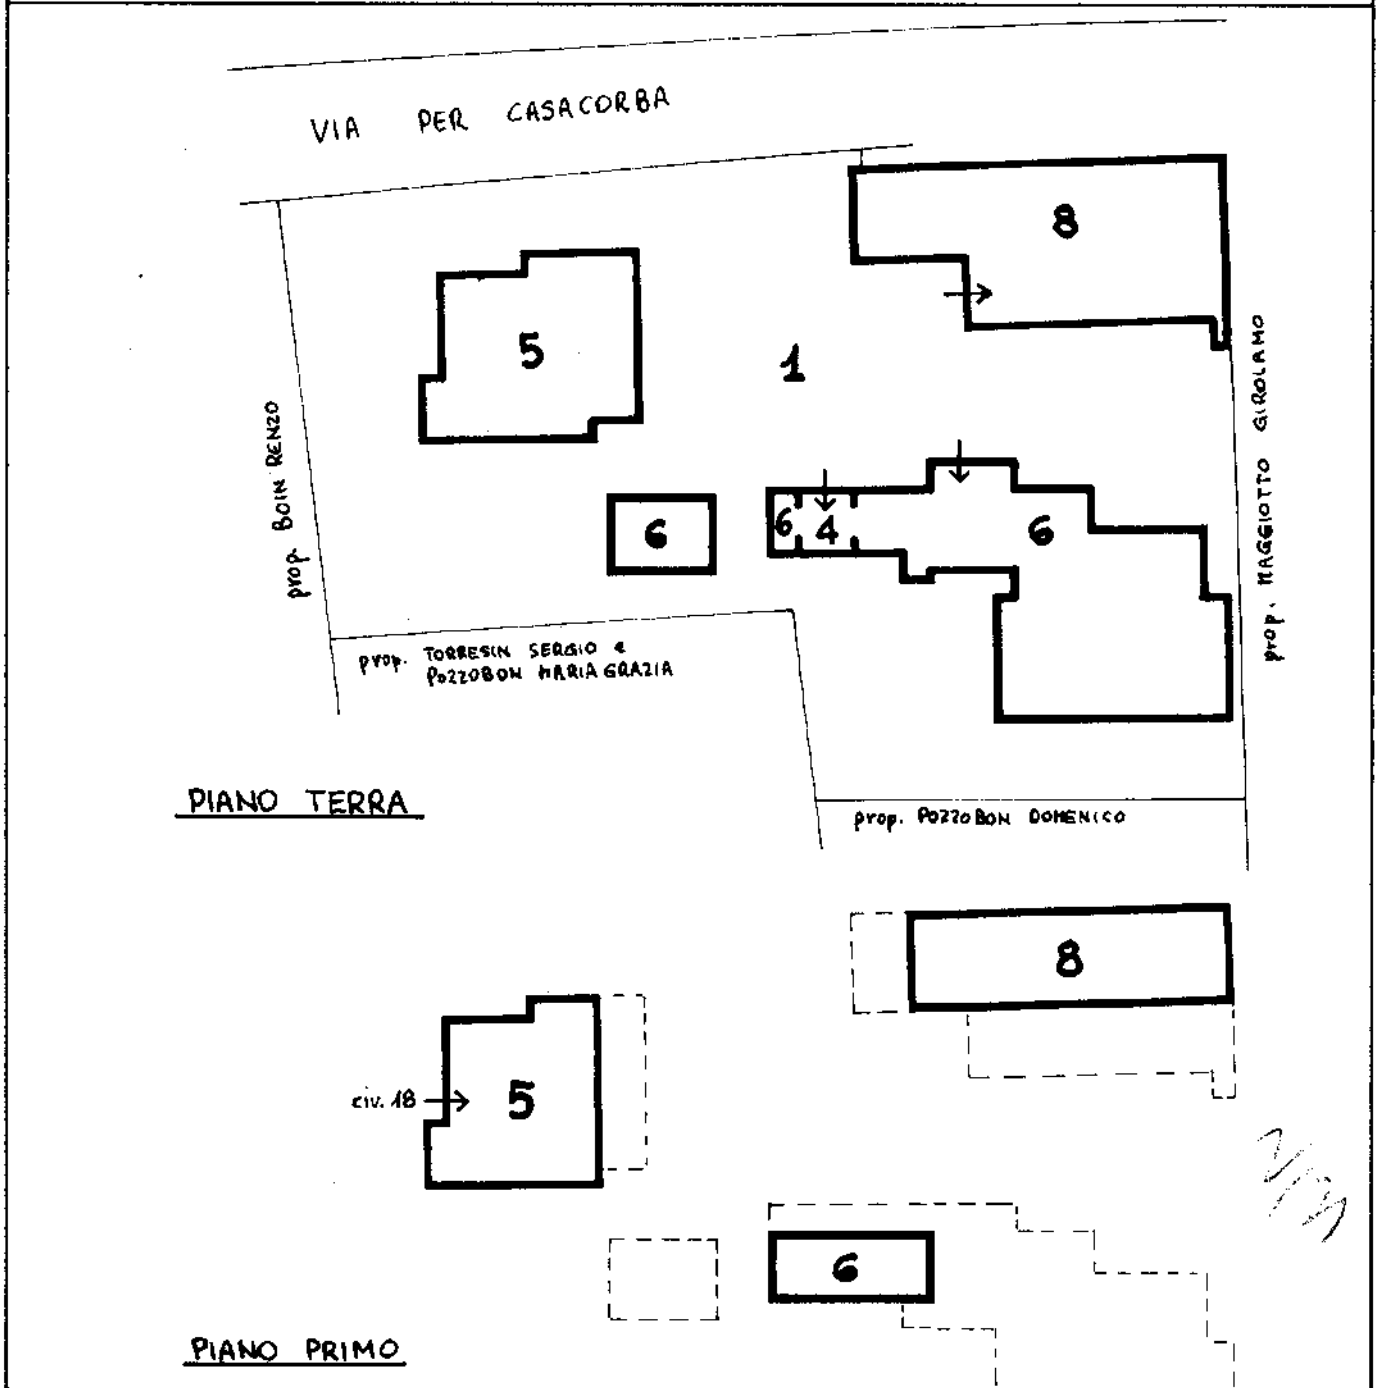 VIA PER CASACORBA
8
5
1
prop. BOIN RENZO
prop. MAGGIOTTO GIROLAMO
6
6
4
6
prop. TORRESIN SERGIO e
POZZOBON MARIA GRAZIA
PIANO TERRA
prop. POZZOBON DOMENICO
8
civ. 18
5
6
PIANO PRIMO